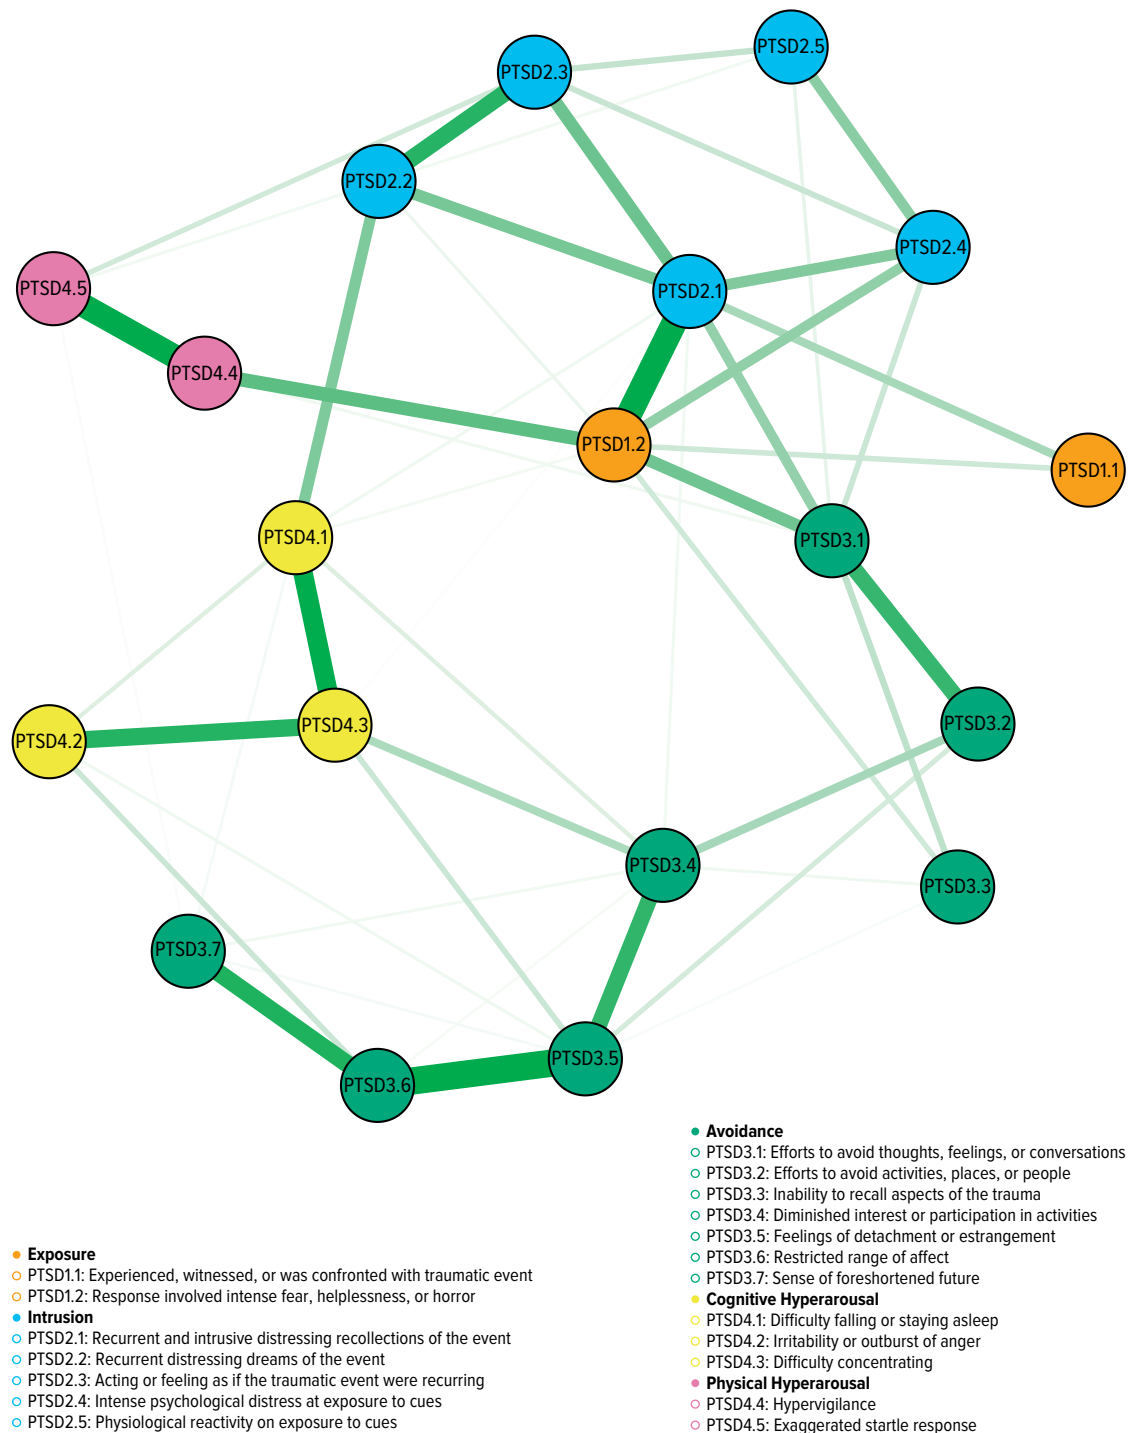 PTSD2.5
PTSD2.3
PTSD2.2
PTSD2.4
PTSD4.5
PTSD2.1
PTSD4.4
PTSD1.2
PTSD1.1
PTSD4.1
PTSD3.1
PTSD4.2
PTSD4.3
PTSD3.2
PTSD3.4
PTSD3.3
PTSD3.7
PTSD3.5
PTSD3.6
Exposure
PTSD1.1: Experienced, witnessed, or was confronted with traumatic event
PTSD1.2: Response involved intense fear, helplessness, or horror
Intrusion
PTSD2.1: Recurrent and intrusive distressing recollections of the event
PTSD2.2: Recurrent distressing dreams of the event
PTSD2.3: Acting or feeling as if the traumatic event were recurring
PTSD2.4: Intense psychological distress at exposure to cues
PTSD2.5: Physiological reactivity on exposure to cues
Avoidance
PTSD3.1: Efforts to avoid thoughts, feelings, or conversations
PTSD3.2: Efforts to avoid activities, places, or people
PTSD3.3: Inability to recall aspects of the trauma
PTSD3.4: Diminished interest or participation in activities
PTSD3.5: Feelings of detachment or estrangement
PTSD3.6: Restricted range of affect
PTSD3.7: Sense of foreshortened future
Cognitive Hyperarousal
PTSD4.1: Difficulty falling or staying asleep
PTSD4.2: Irritability or outburst of anger
PTSD4.3: Difficulty concentrating
Physical Hyperarousal
PTSD4.4: Hypervigilance
PTSD4.5: Exaggerated startle response